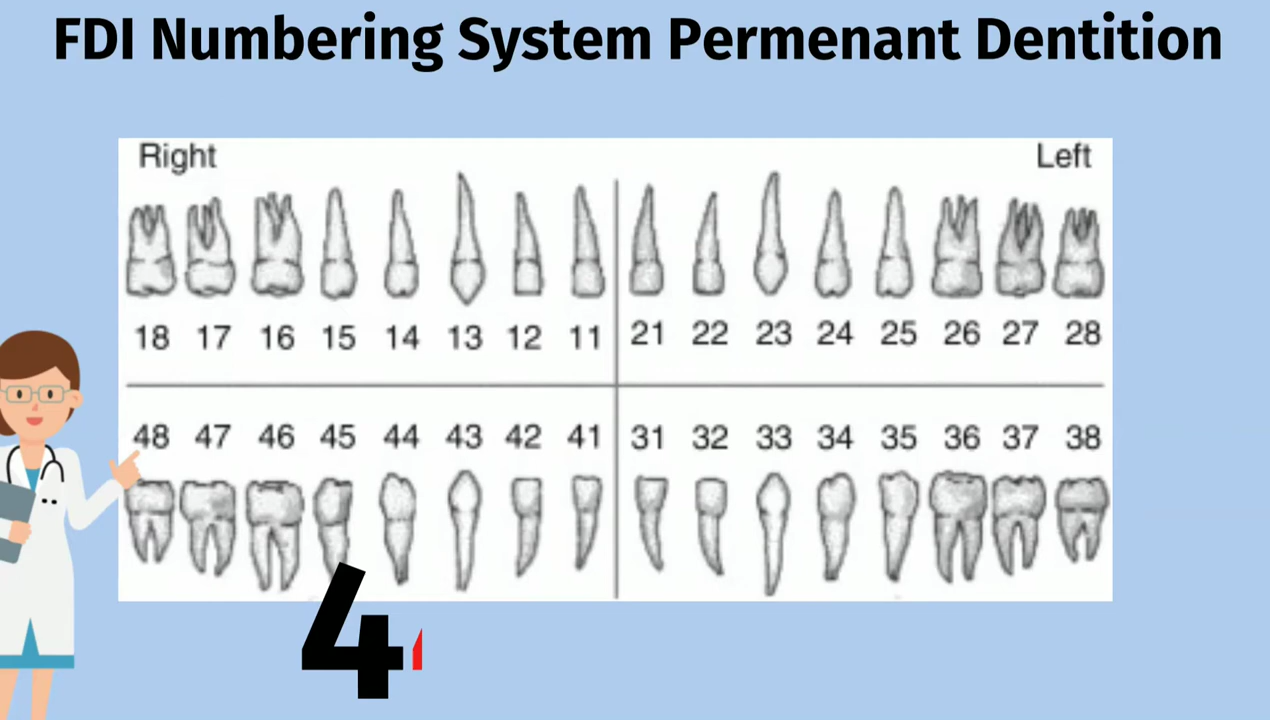 FDI Numbering System Permenant Dentition
Right Left
18 17 16 15 14 13 12 11 21 22 23 24 25 26 27 28
48 47 46 45 44 43 42 41 31 32 33 34 35 36 37 38
4